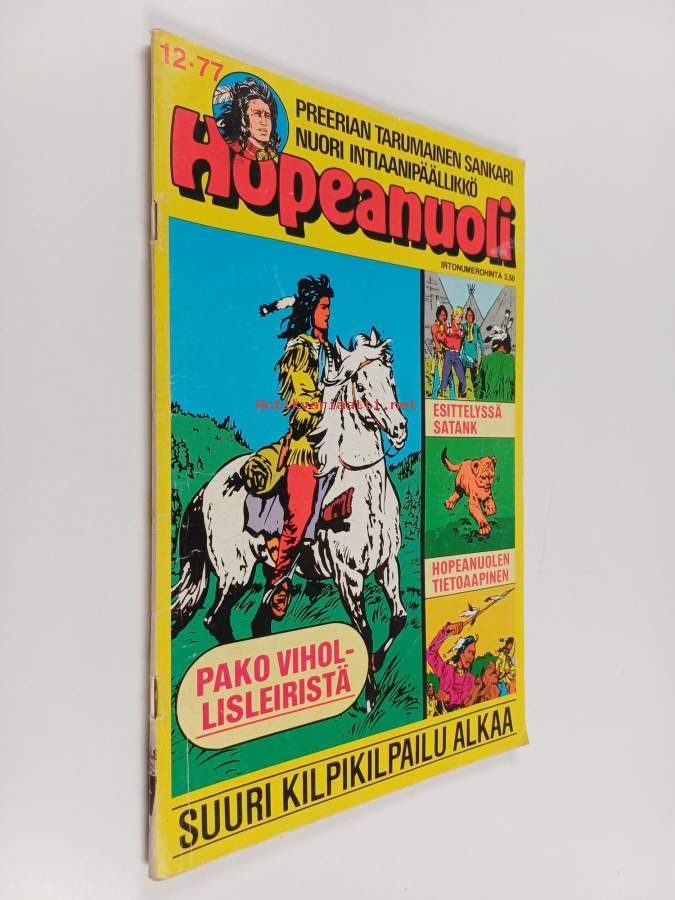 12-77
PREERIAN TARUMAINEN SANKARI
NUORI INTIAANIPÄÄLLIKKÖ
Hopeanuoli
IRTONUMEROHINTA 3,50
ESITTELYSSÄ
SATANK
HOPEANUOLEN
TIETOAAPINEN
PAKO VIHOL-
LISLEIRISTÄ
SUURI KILPIKILPAILU ALKAA
Antikvariaatti.net